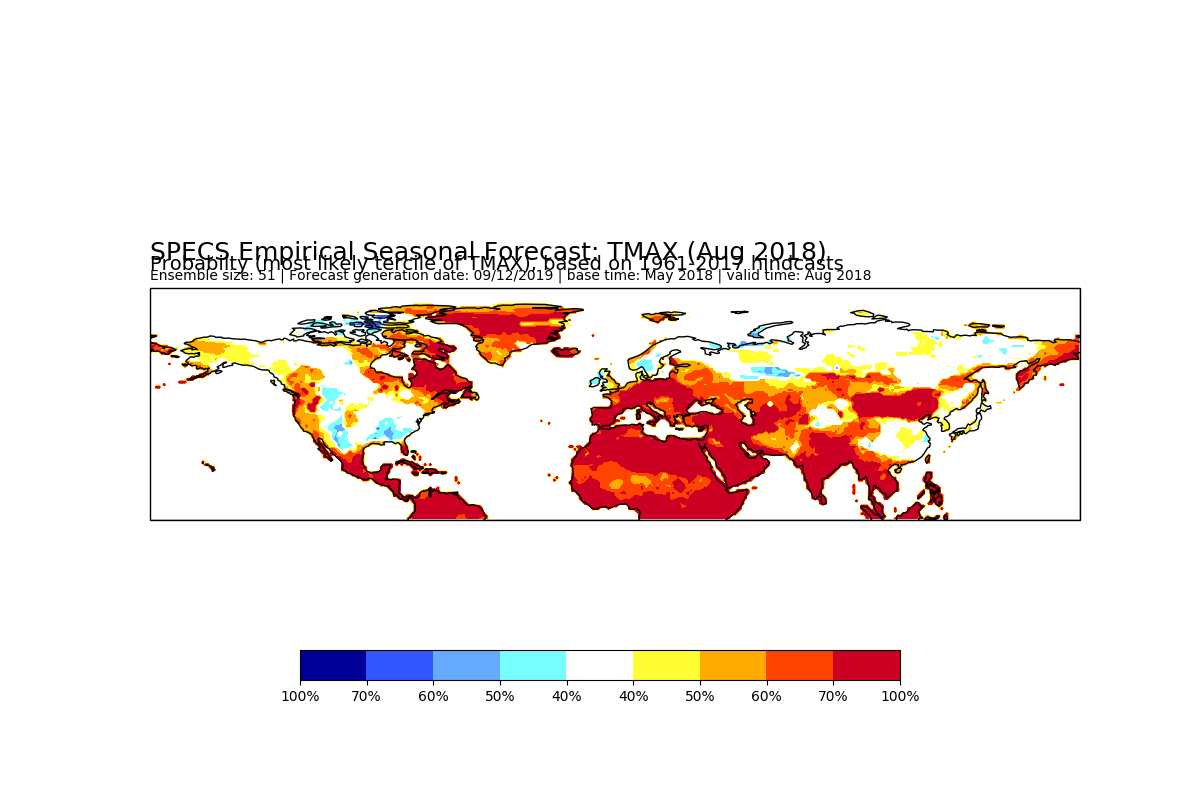 SPECS Empirical Seasonal Forecast: TMAX (Aug 2018)
Probabilty (most likely tercile of TMAX), based on 1961-2017 hindcasts
Ensemble size: 51 | Forecast generation date: 09/12/2019 | base time: May 2018 | valid time: Aug 2018
100% 70% 60% 50% 40% 40% 50% 60% 70% 100%